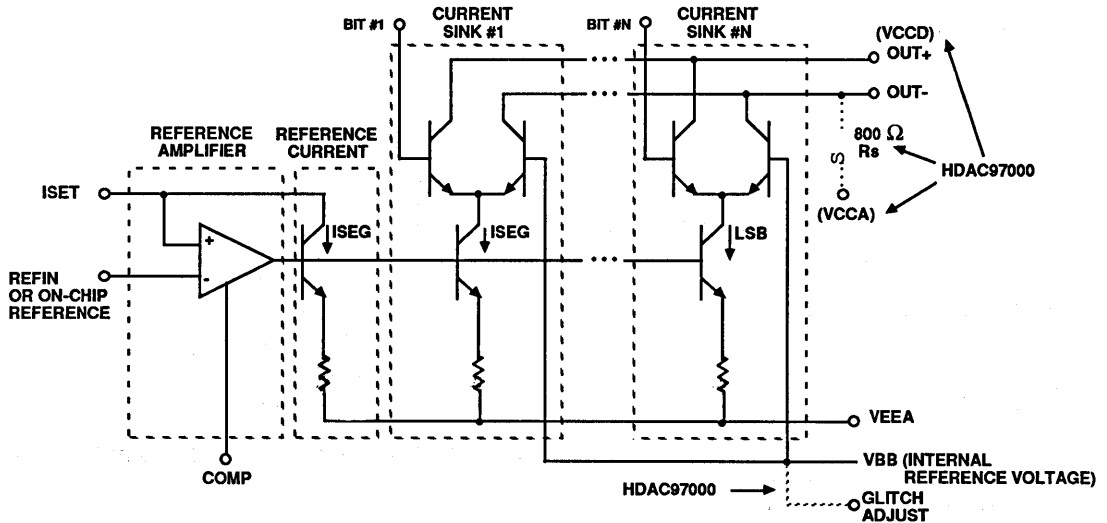 BIT #1
CURRENT
SINK #1
BIT #N
CURRENT
SINK #N
(VCCD)
OUT+
OUT-
REFERENCE
AMPLIFIER
REFERENCE
CURRENT
800 Ω
Rs
S
HDAC97000
ISET
(VCCA)
+
-
ISEG
ISEG
LSB
REFIN
OR ON-CHIP
REFERENCE
VEEA
COMP
VBB (INTERNAL
REFERENCE VOLTAGE)
HDAC97000
GLITCH
ADJUST